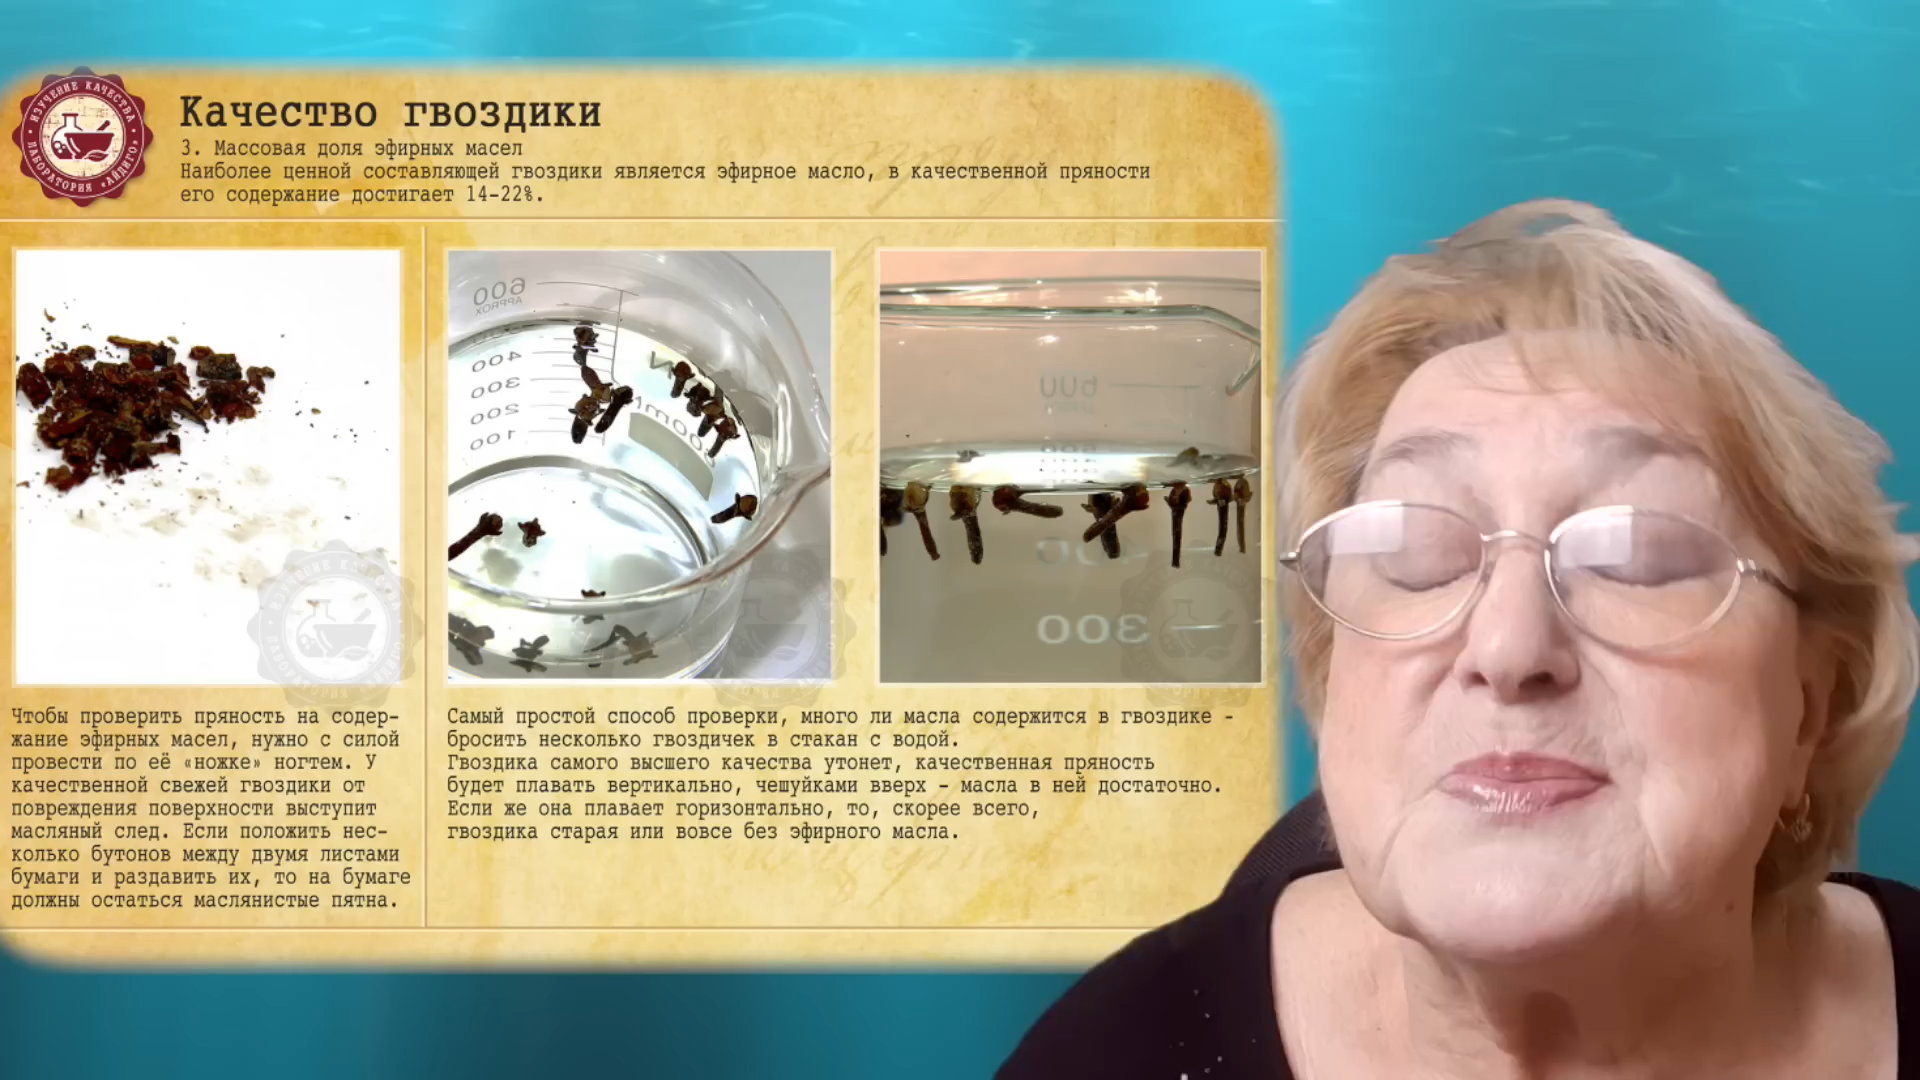 ИЗУЧЕНИЕ КАЧЕСТВА
ЛАБОРАТОРИЯ «АЙДИГО»
Качество гвоздики
3. Массовая доля эфирных масел
Наиболее ценной составляющей гвоздики является эфирное масло, в качественной пряности
его содержание достигает 14-22%.
600
APPROX
400
300
200
100
600
300
Чтобы проверить пряность на содер-
жание эфирных масел, нужно с силой
провести по её «ножке» ногтем. У
качественной свежей гвоздики от
повреждения поверхности выступит
масляный след. Если положить нес-
колько бутонов между двумя листами
бумаги и раздавить их, то на бумаге
должны остаться маслянистые пятна.
Самый простой способ проверки, много ли масла содержится в гвоздике -
бросить несколько гвоздичек в стакан с водой.
Гвоздика самого высшего качества утонет, качественная пряность
будет плавать вертикально, чешуйками вверх - масла в ней достаточно.
Если же она плавает горизонтально, то, скорее всего,
гвоздика старая или вовсе без эфирного масла.